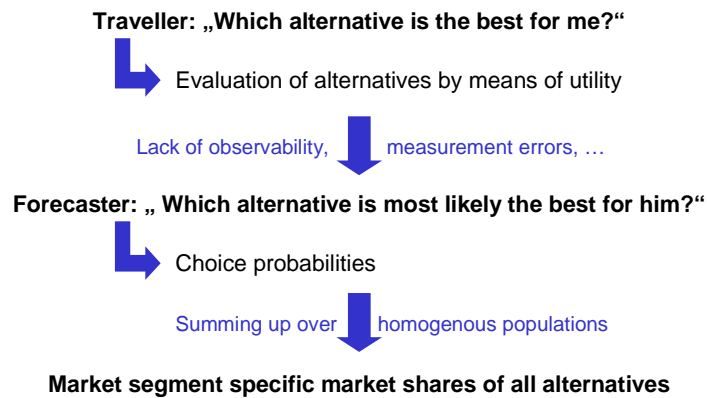 Traveller: „Which alternative is the best for me?“
Evaluation of alternatives by means of utility
Lack of observability, measurement errors, …
Forecaster: „ Which alternative is most likely the best for him?“
Choice probabilities
Summing up over homogenous populations
Market segment specific market shares of all alternatives